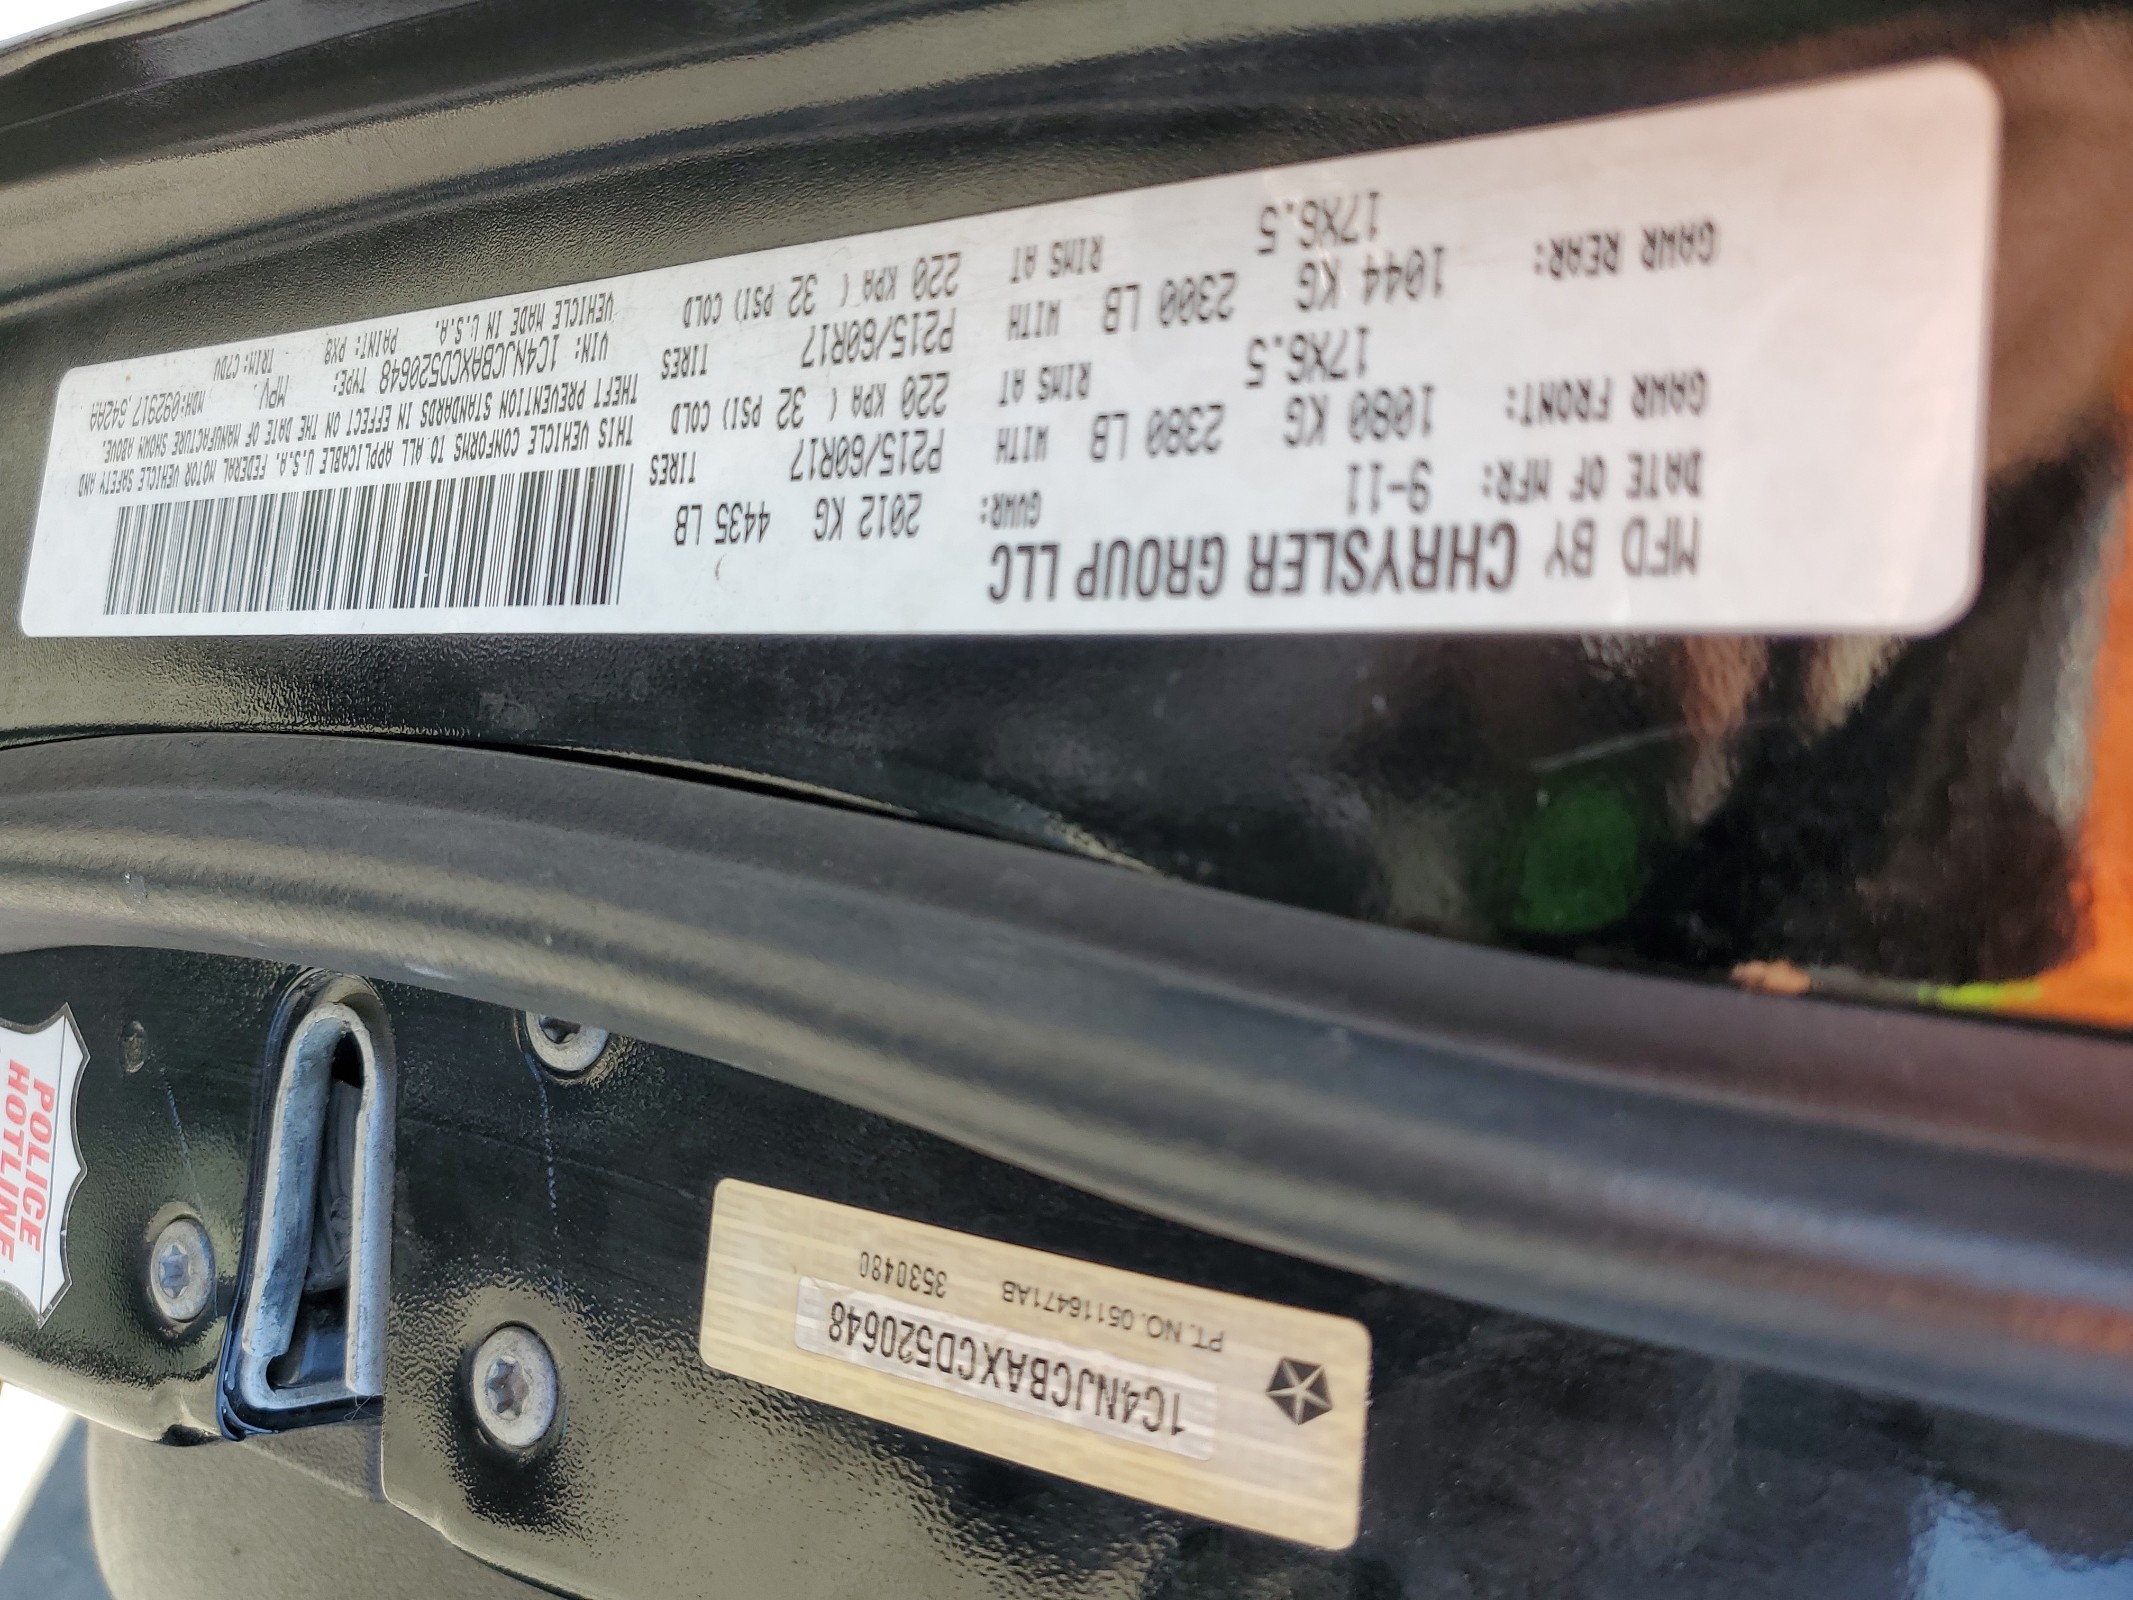 MFD BY CHRYSLER GROUP LLC
DATE OF MFR: 9-11 GVWR: 2012 KG 4435 LB
GAWR FRONT: 1080 KG 2380 LB WITH P215/60R17 TIRES
17X6.5 RIMS AT 220 KPA ( 32 PSI) COLD
GAWR REAR: 1044 KG 2300 LB WITH P215/60R17 TIRES
17X6.5 RIMS AT 220 KPA ( 32 PSI) COLD
THIS VEHICLE CONFORMS TO ALL APPLICABLE U.S.A. FEDERAL MOTOR VEHICLE SAFETY AND
THEFT PREVENTION STANDARDS IN EFFECT ON THE DATE OF MANUFACTURE SHOWN ABOVE.
VIN: 1C4NJCBAXCD520648 TYPE: MPV MDH:092917 642AA
VEHICLE MADE IN U.S.A. PAINT: PX8 TRIM:C7DV
1C4NJCBAXCD520648
PT. NO. 05116471AB 3530480
POLICE
HOTLINE